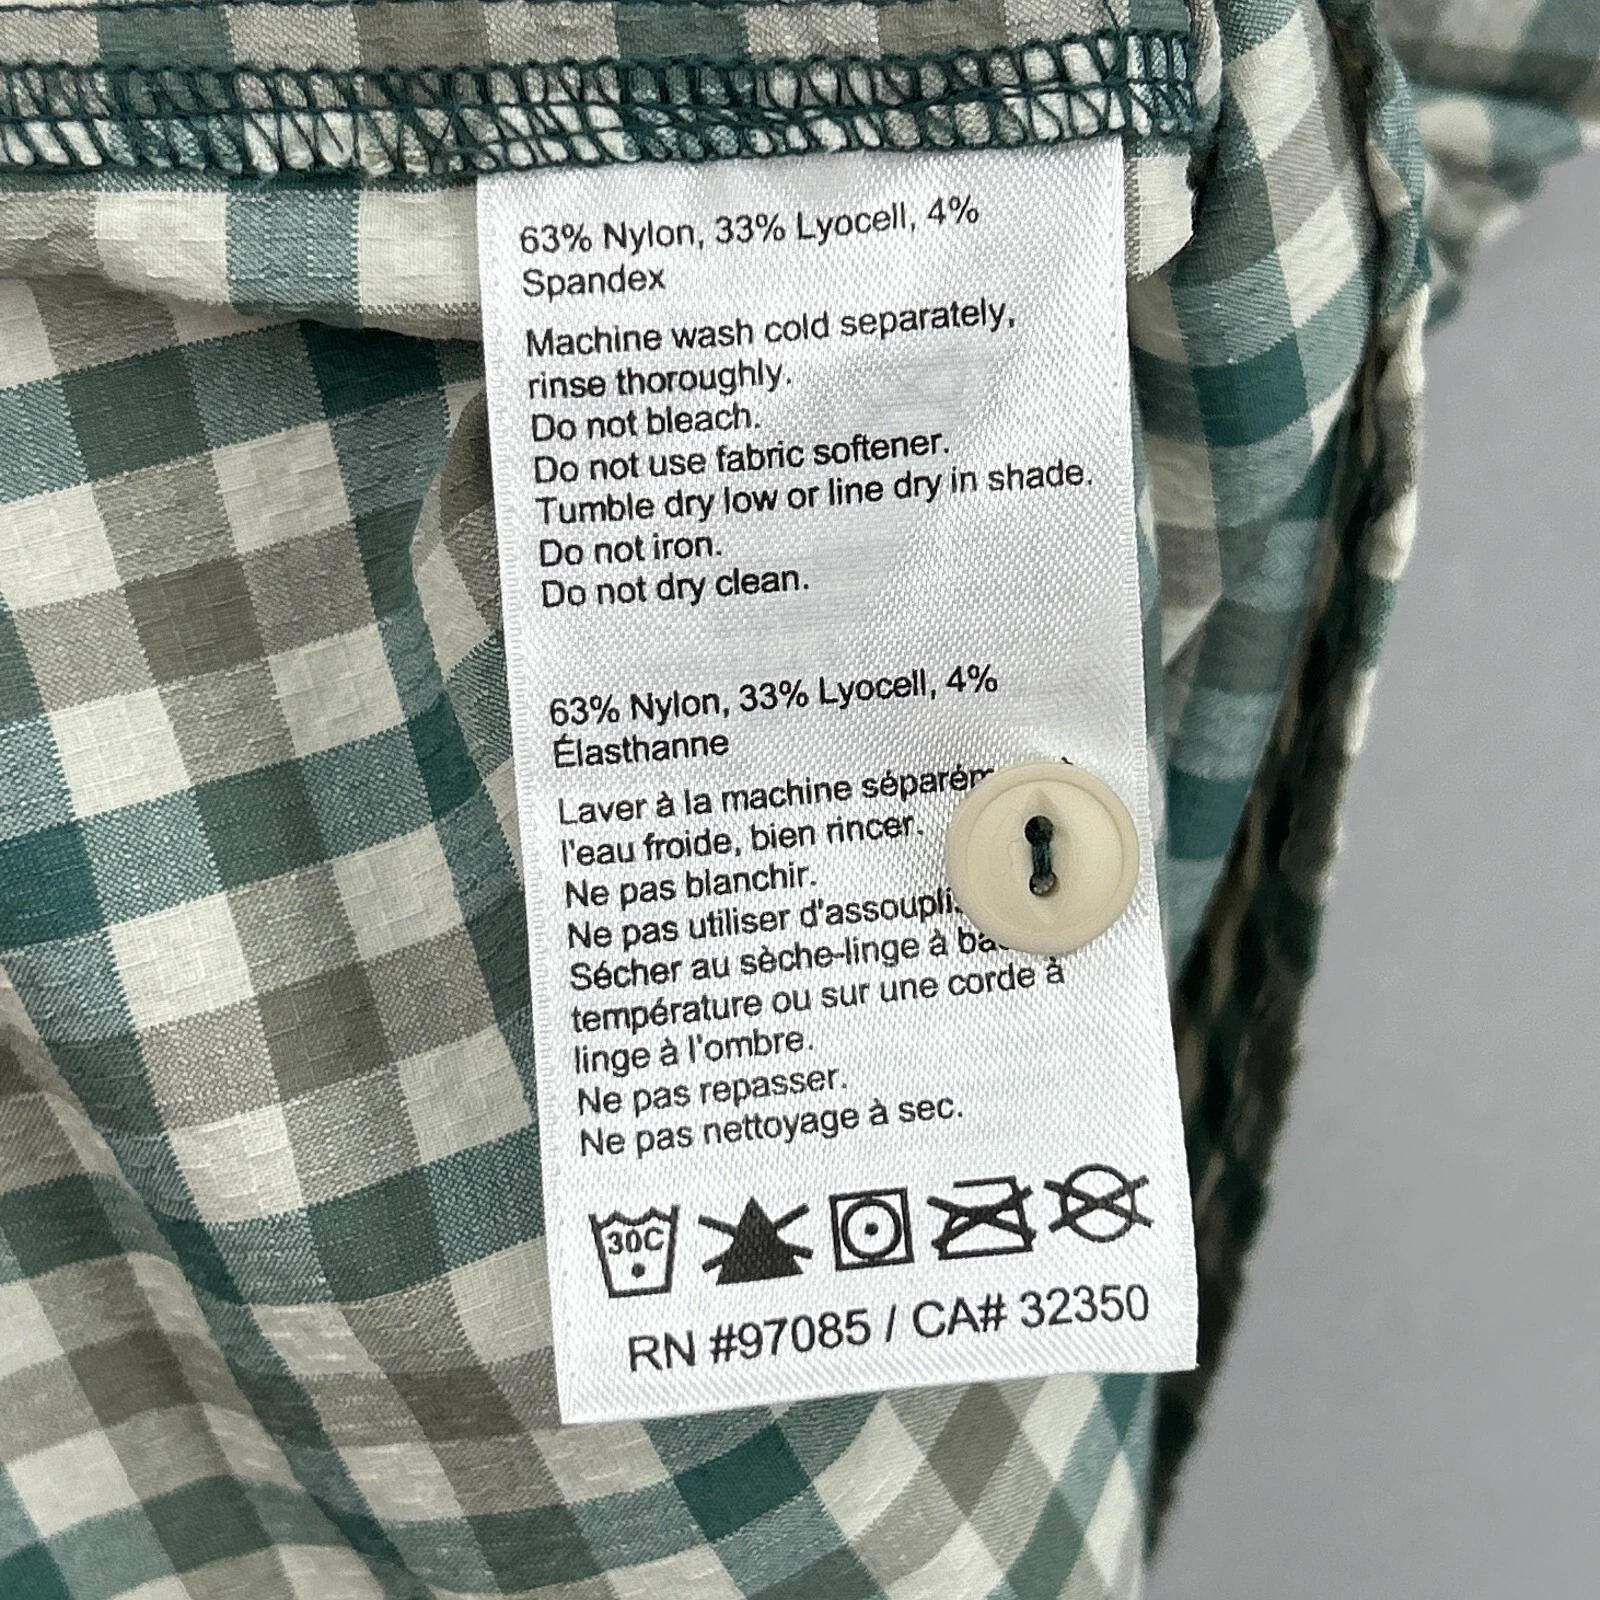 63% Nylon, 33% Lyocell, 4%
Spandex
Machine wash cold separately,
rinse thoroughly.
Do not bleach.
Do not use fabric softener.
Tumble dry low or line dry in shade.
Do not iron.
Do not dry clean.
63% Nylon, 33% Lyocell, 4%
Élasthanne
Laver à la machine
l'eau froide, bien rincer.
Ne pas blanchir.
Ne pas utiliser
Sécher au sèche-linge à
température ou sur une corde à
linge à l'ombre.
Ne pas repasser.
Ne pas nettoyage à sec.
30C
RN #97085 / CA# 32350